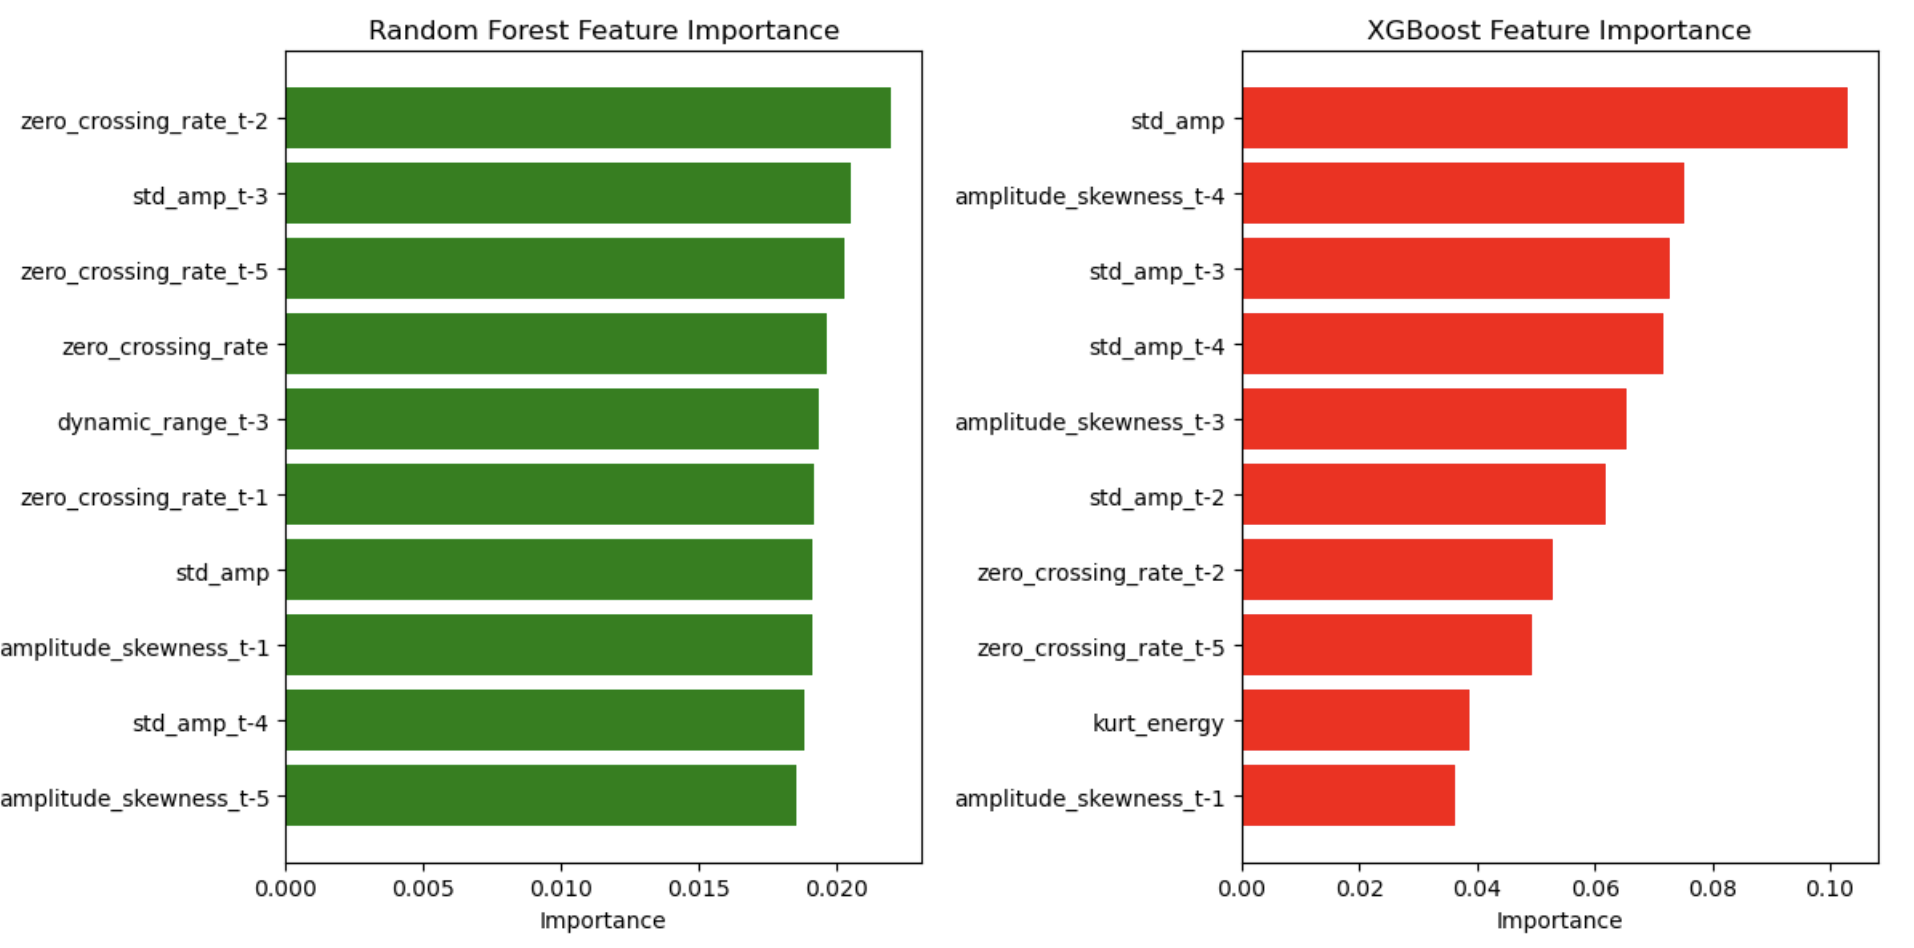 Random Forest Feature Importance
zero_crossing_rate_t-2
std_amp_t-3
zero_crossing_rate_t-5
zero_crossing_rate
dynamic_range_t-3
zero_crossing_rate_t-1
std_amp
amplitude_skewness_t-1
std_amp_t-4
amplitude_skewness_t-5
0.000 0.005 0.010 0.015 0.020
Importance
XGBoost Feature Importance
std_amp
amplitude_skewness_t-4
std_amp_t-3
std_amp_t-4
amplitude_skewness_t-3
std_amp_t-2
zero_crossing_rate_t-2
zero_crossing_rate_t-5
kurt_energy
amplitude_skewness_t-1
0.00 0.02 0.04 0.06 0.08 0.10
Importance